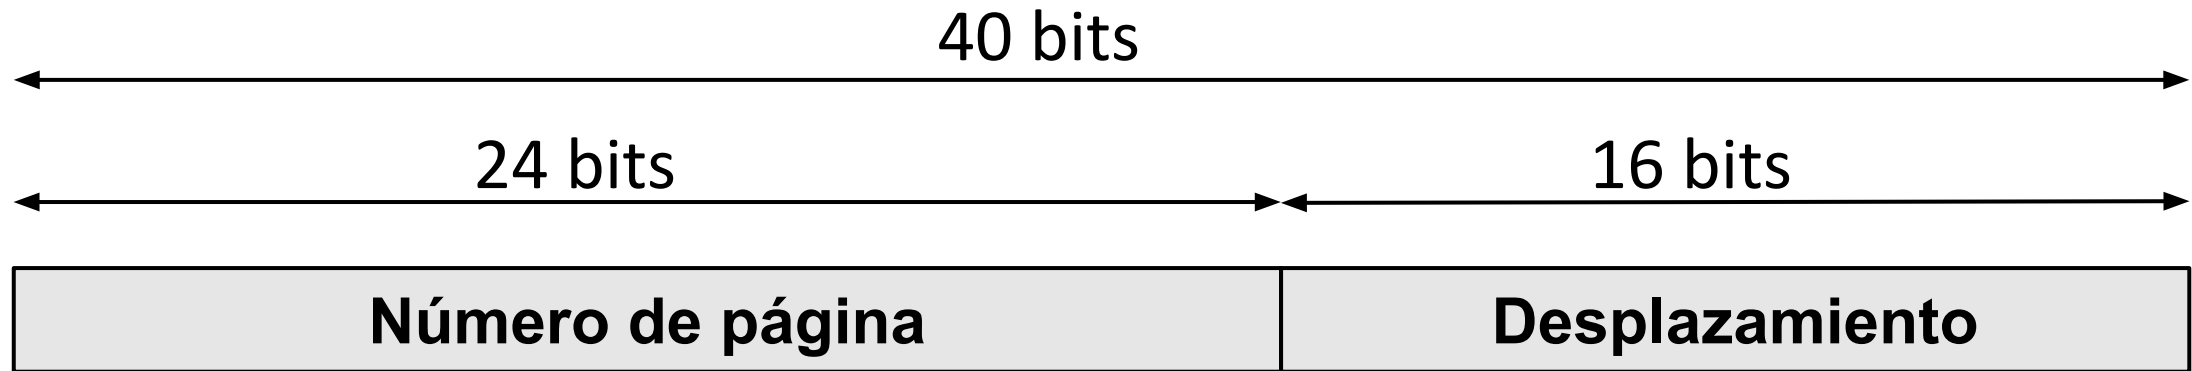 40 bits
24 bits 16 bits
Número de página Desplazamiento